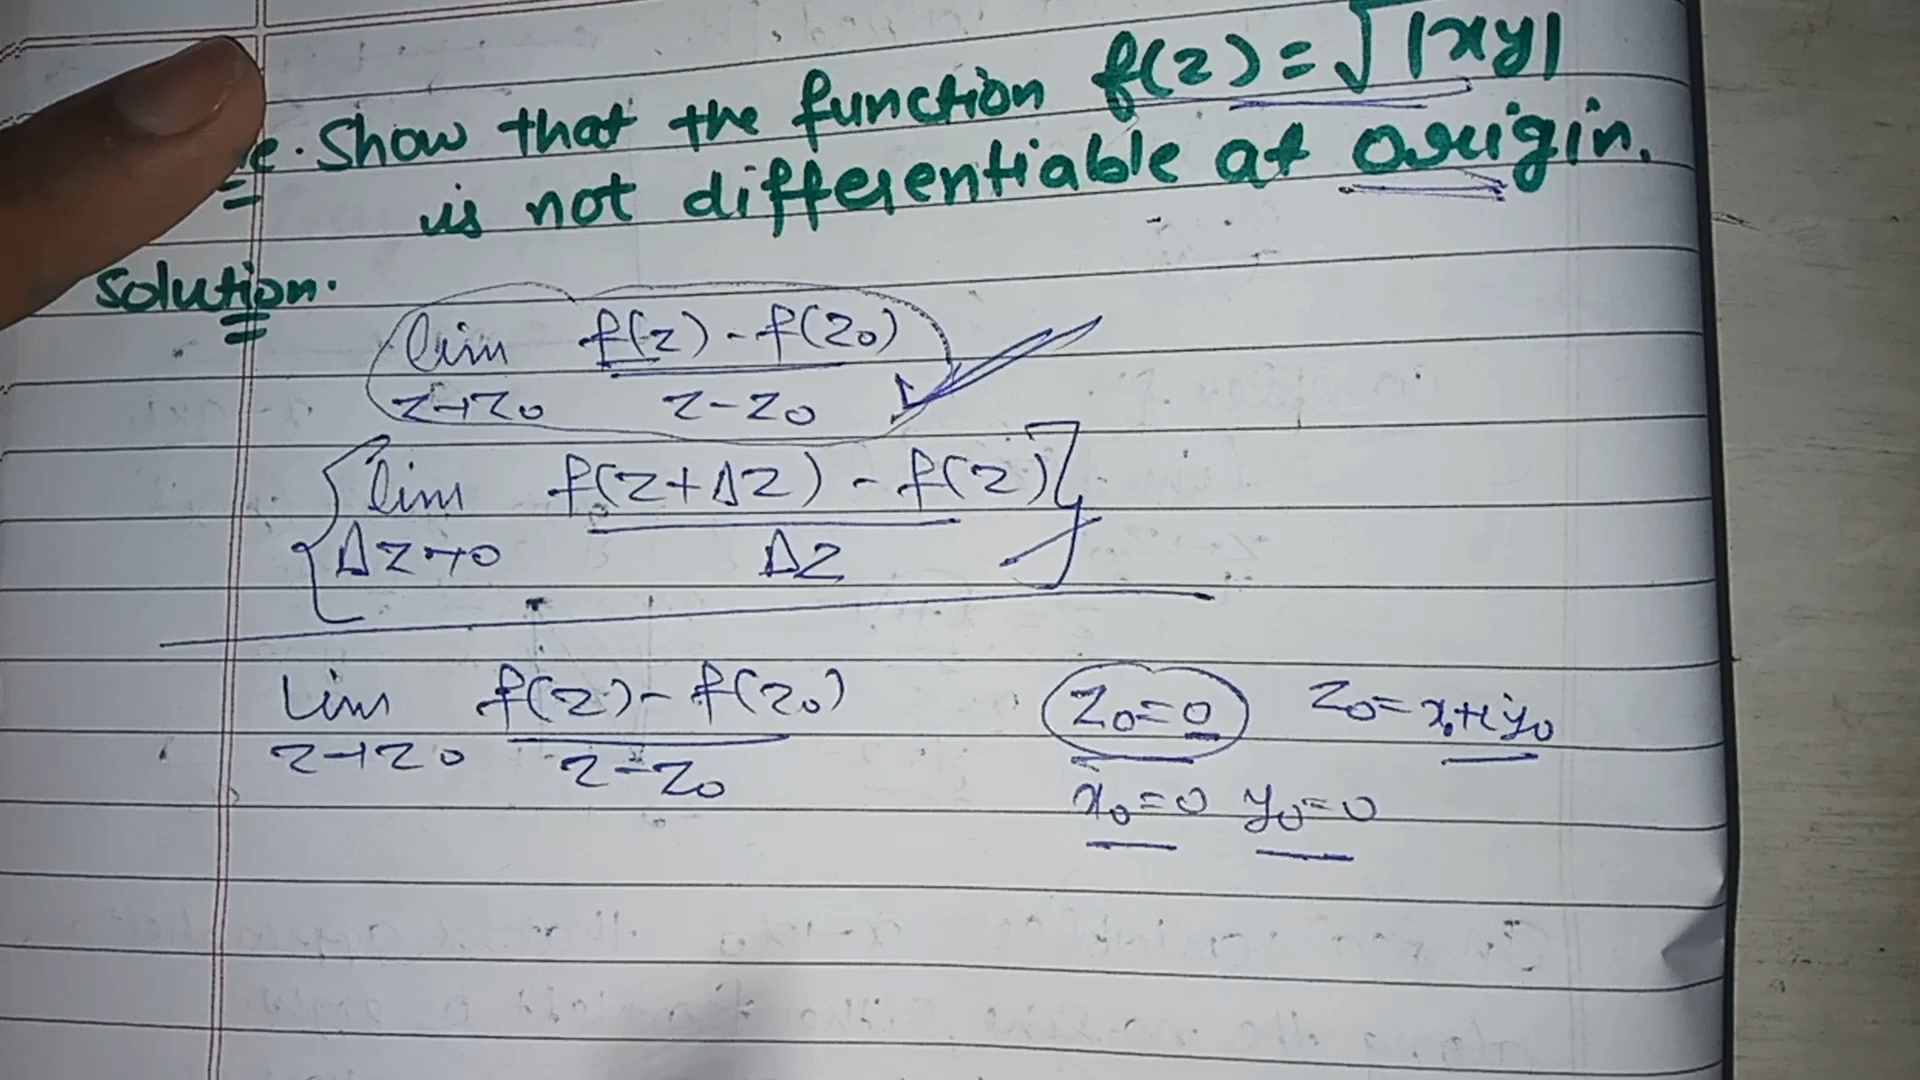 e. Show that the function f(z) = √|xy|
is not differentiable at origin.
Solution.
lim f(z) - f(z₀)
z→z₀ z - z₀
lim f(z+Δz) - f(z)
Δz→0 Δz
lim f(z) - f(z₀) z₀=0 z₀ = x₀+iy₀
z→z₀ z - z₀
x₀=0 y₀=0